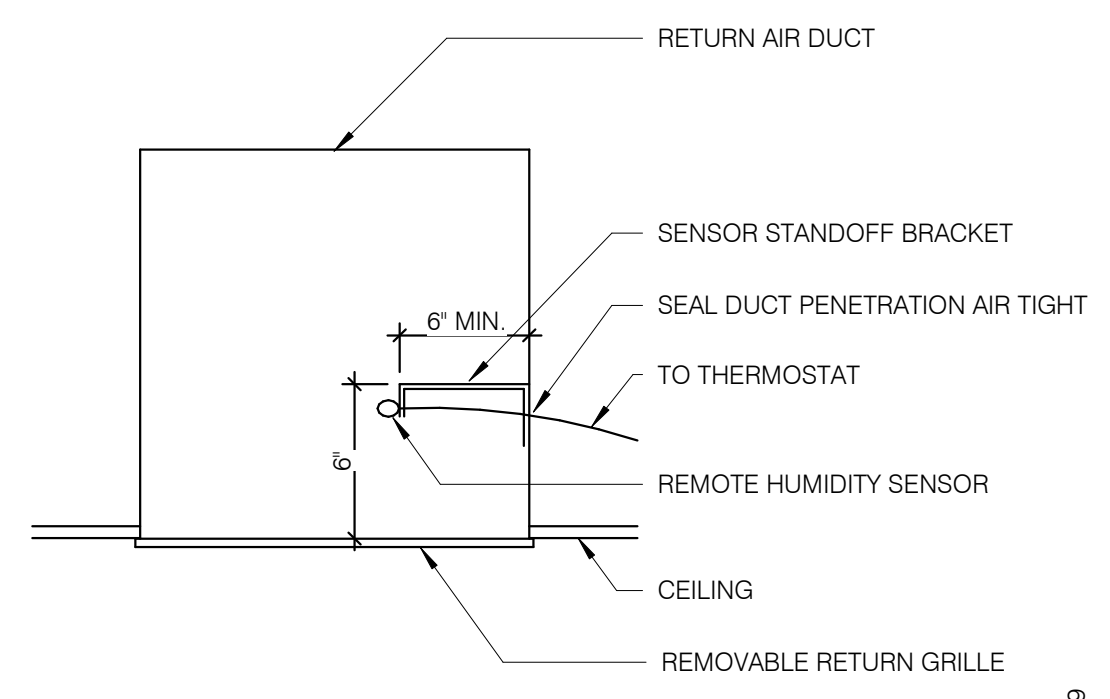 RETURN AIR DUCT
SENSOR STANDOFF BRACKET
SEAL DUCT PENETRATION AIR TIGHT
6" MIN.
TO THERMOSTAT
6"
REMOTE HUMIDITY SENSOR
CEILING
REMOVABLE RETURN GRILLE